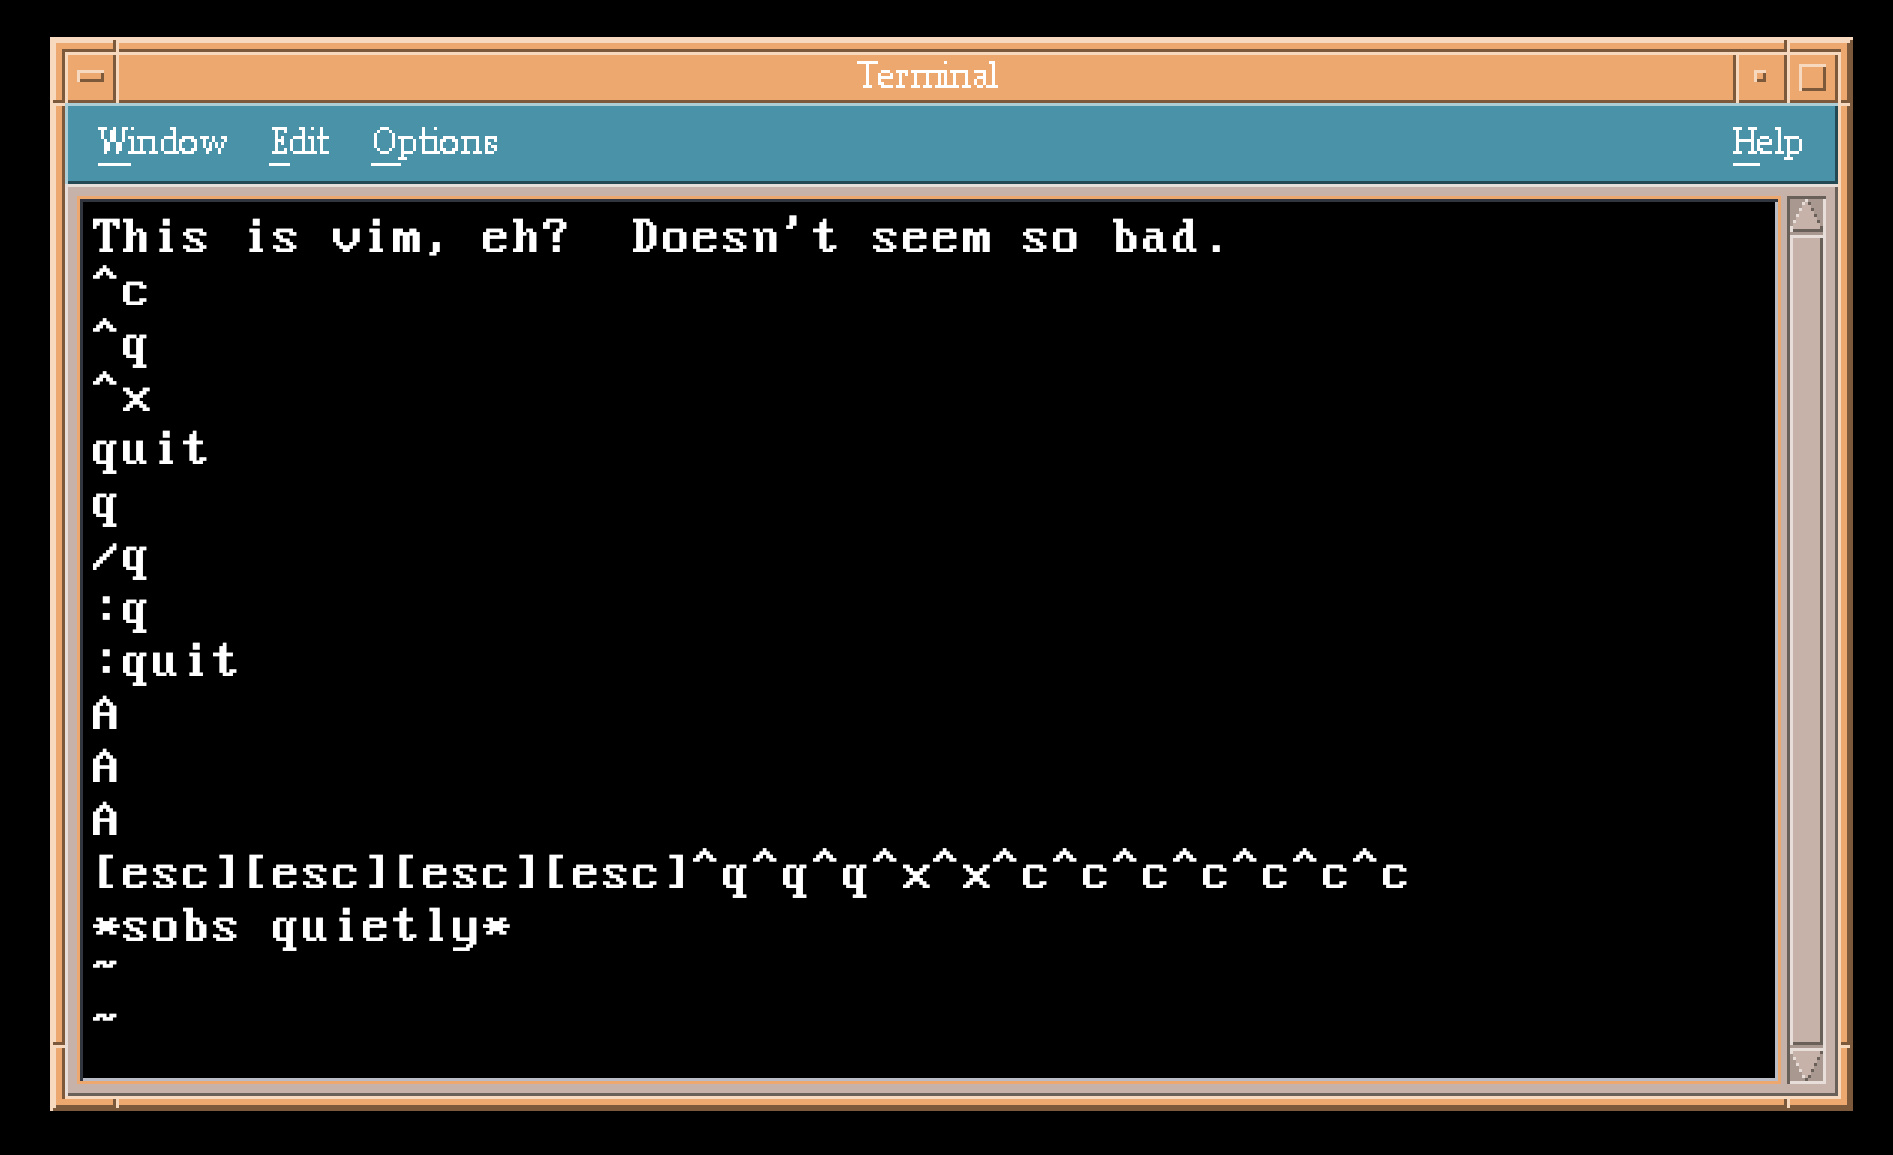 Terminal
Window Edit Options Help
This is vim, eh?  Doesn't seem so bad.
^c
^q
^x
quit
q
/q
:q
:quit
A
A
A
[esc][esc][esc][esc]^q^q^q^x^x^c^c^c^c^c^c^c
*sobs quietly*
~
~